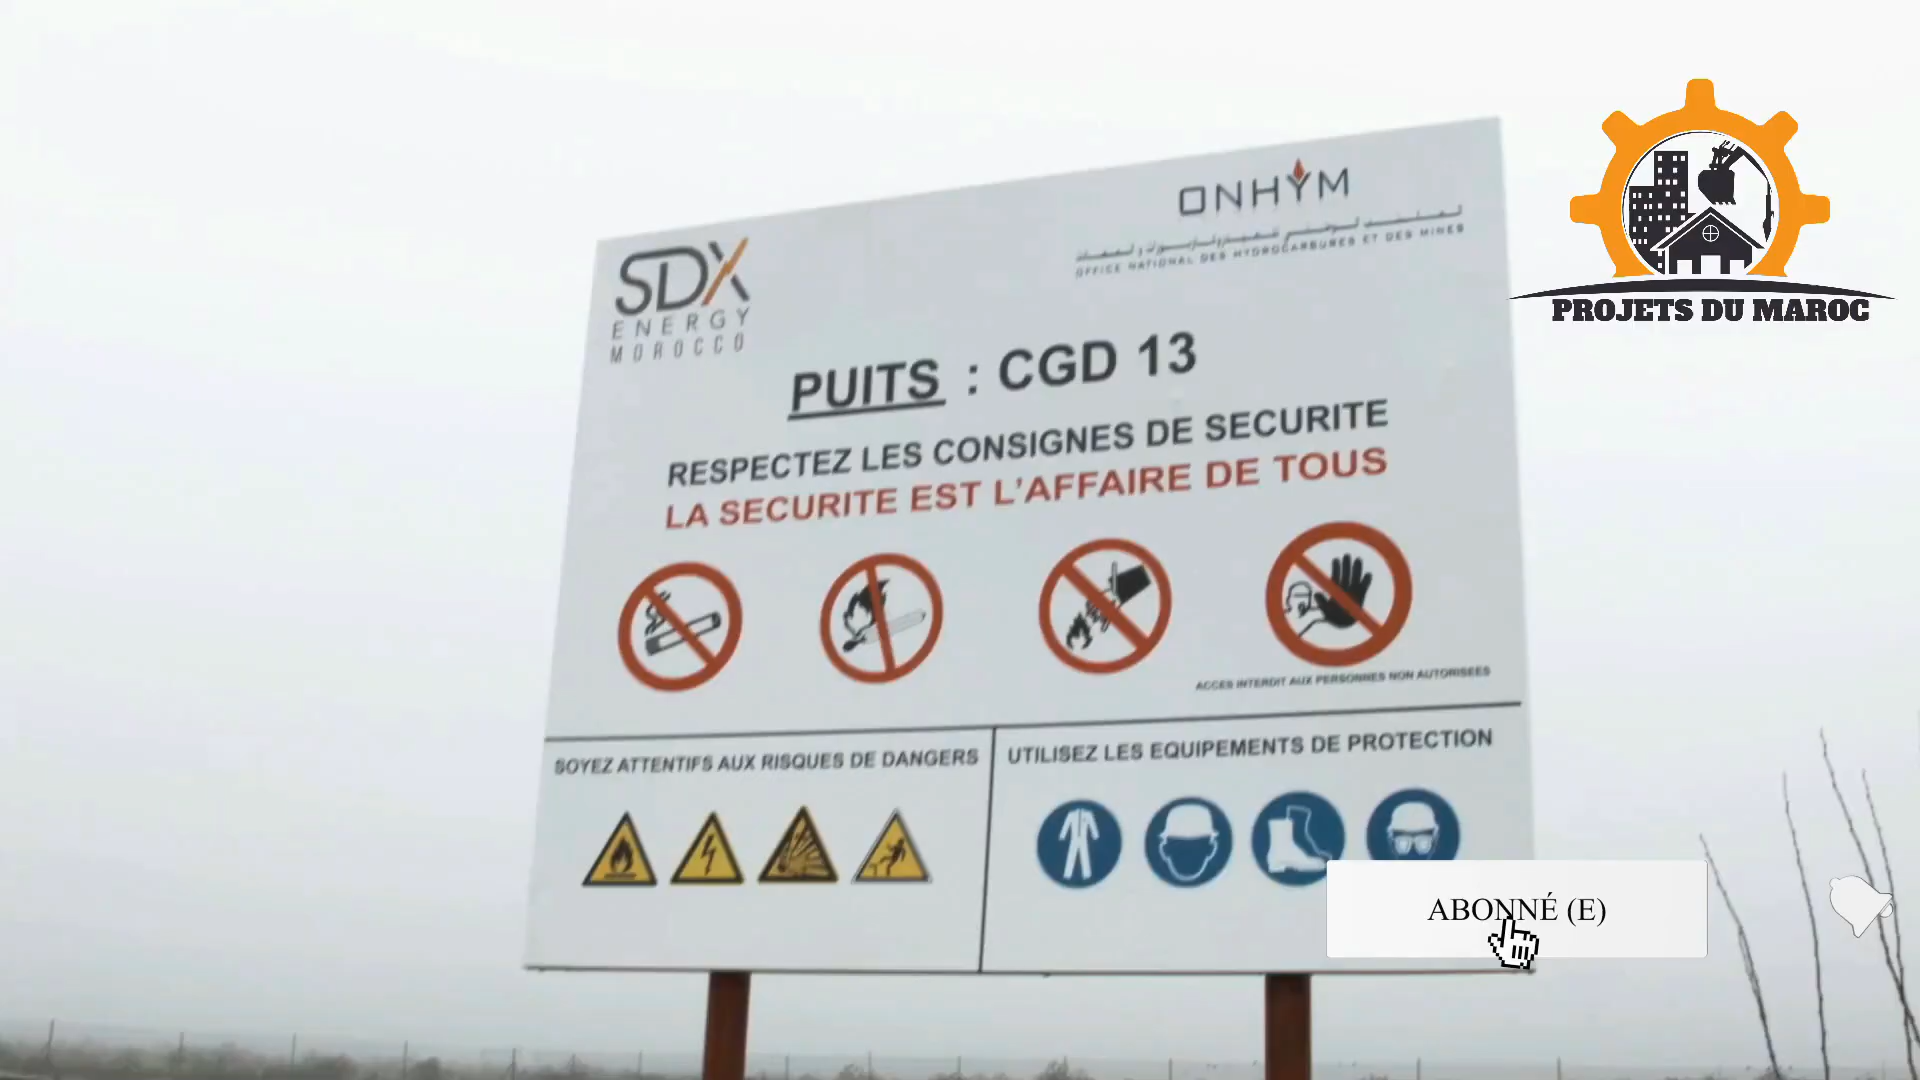 SDX
ENERGY
MOROCCO
ONHYM
OFFICE NATIONAL DES HYDROCARBURES ET DES MINES
PUITS : CGD 13
RESPECTEZ LES CONSIGNES DE SECURITE
LA SECURITE EST L'AFFAIRE DE TOUS
ACCES INTERDIT AUX PERSONNES NON AUTORISEES
SOYEZ ATTENTIFS AUX RISQUES DE DANGERS
UTILISEZ LES EQUIPEMENTS DE PROTECTION
PROJETS DU MAROC
ABONNÉ (E)